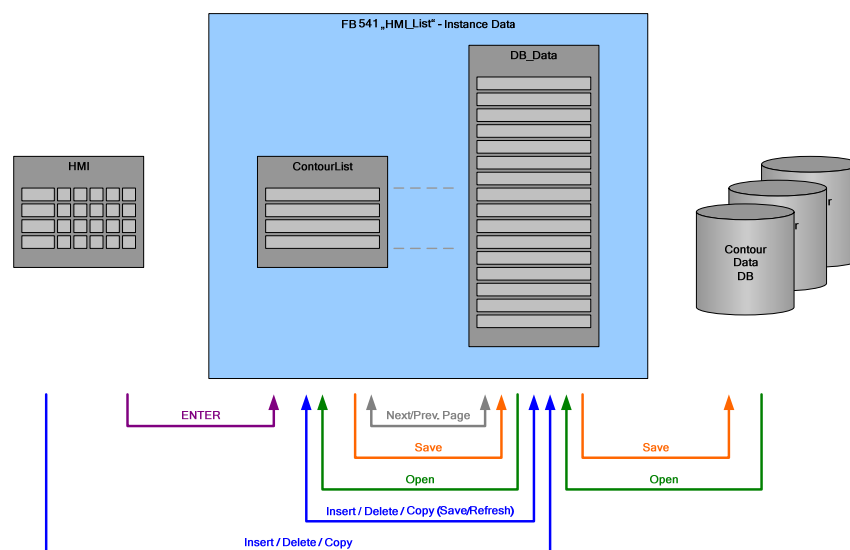 FB 541 „HMI_List“ - Instance Data
DB_Data
HMI
ContourList
Contour
Data
DB
ENTER
Next/Prev. Page
Save
Save
Open
Open
Insert / Delete / Copy (Save/Refresh)
Insert / Delete / Copy